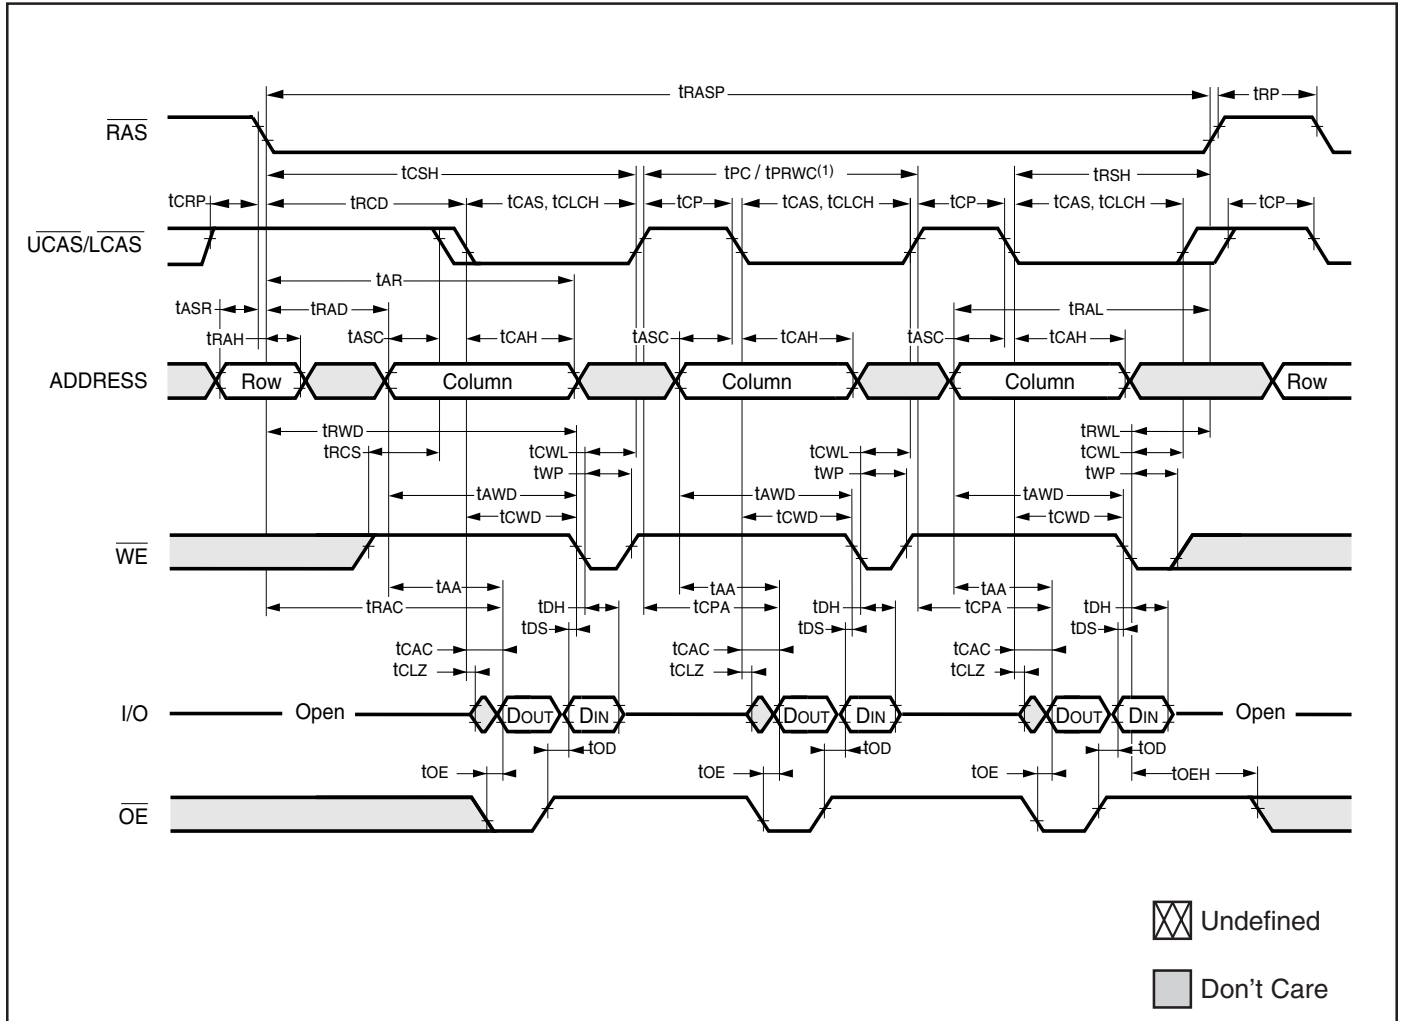 tRASP tRP
RAS
tCSH tPC / tPRWC(1) tRSH
tCRP tRCD tCAS, tCLCH tCP tCAS, tCLCH tCP tCAS, tCLCH tCP
UCAS/LCAS
tAR
tASR tRAD tRAL
tRAH tASC tCAH tASC tCAH tASC tCAH
ADDRESS Row Column Column Column Row
tRWD tRWL
tRCS tCWL tCWL tCWL
tWP tWP tWP
tAWD tAWD tAWD
tCWD tCWD tCWD
WE
tAA tAA tAA
tRAC tDH tCPA tDH tCPA tDH
tDS tDS tDS
tCAC tCAC tCAC
tCLZ tCLZ tCLZ
I/O Open DOUT DIN DOUT DIN DOUT DIN Open
tOD tOD tOD
tOE tOE tOE tOEH
OE
Undefined
Don't Care